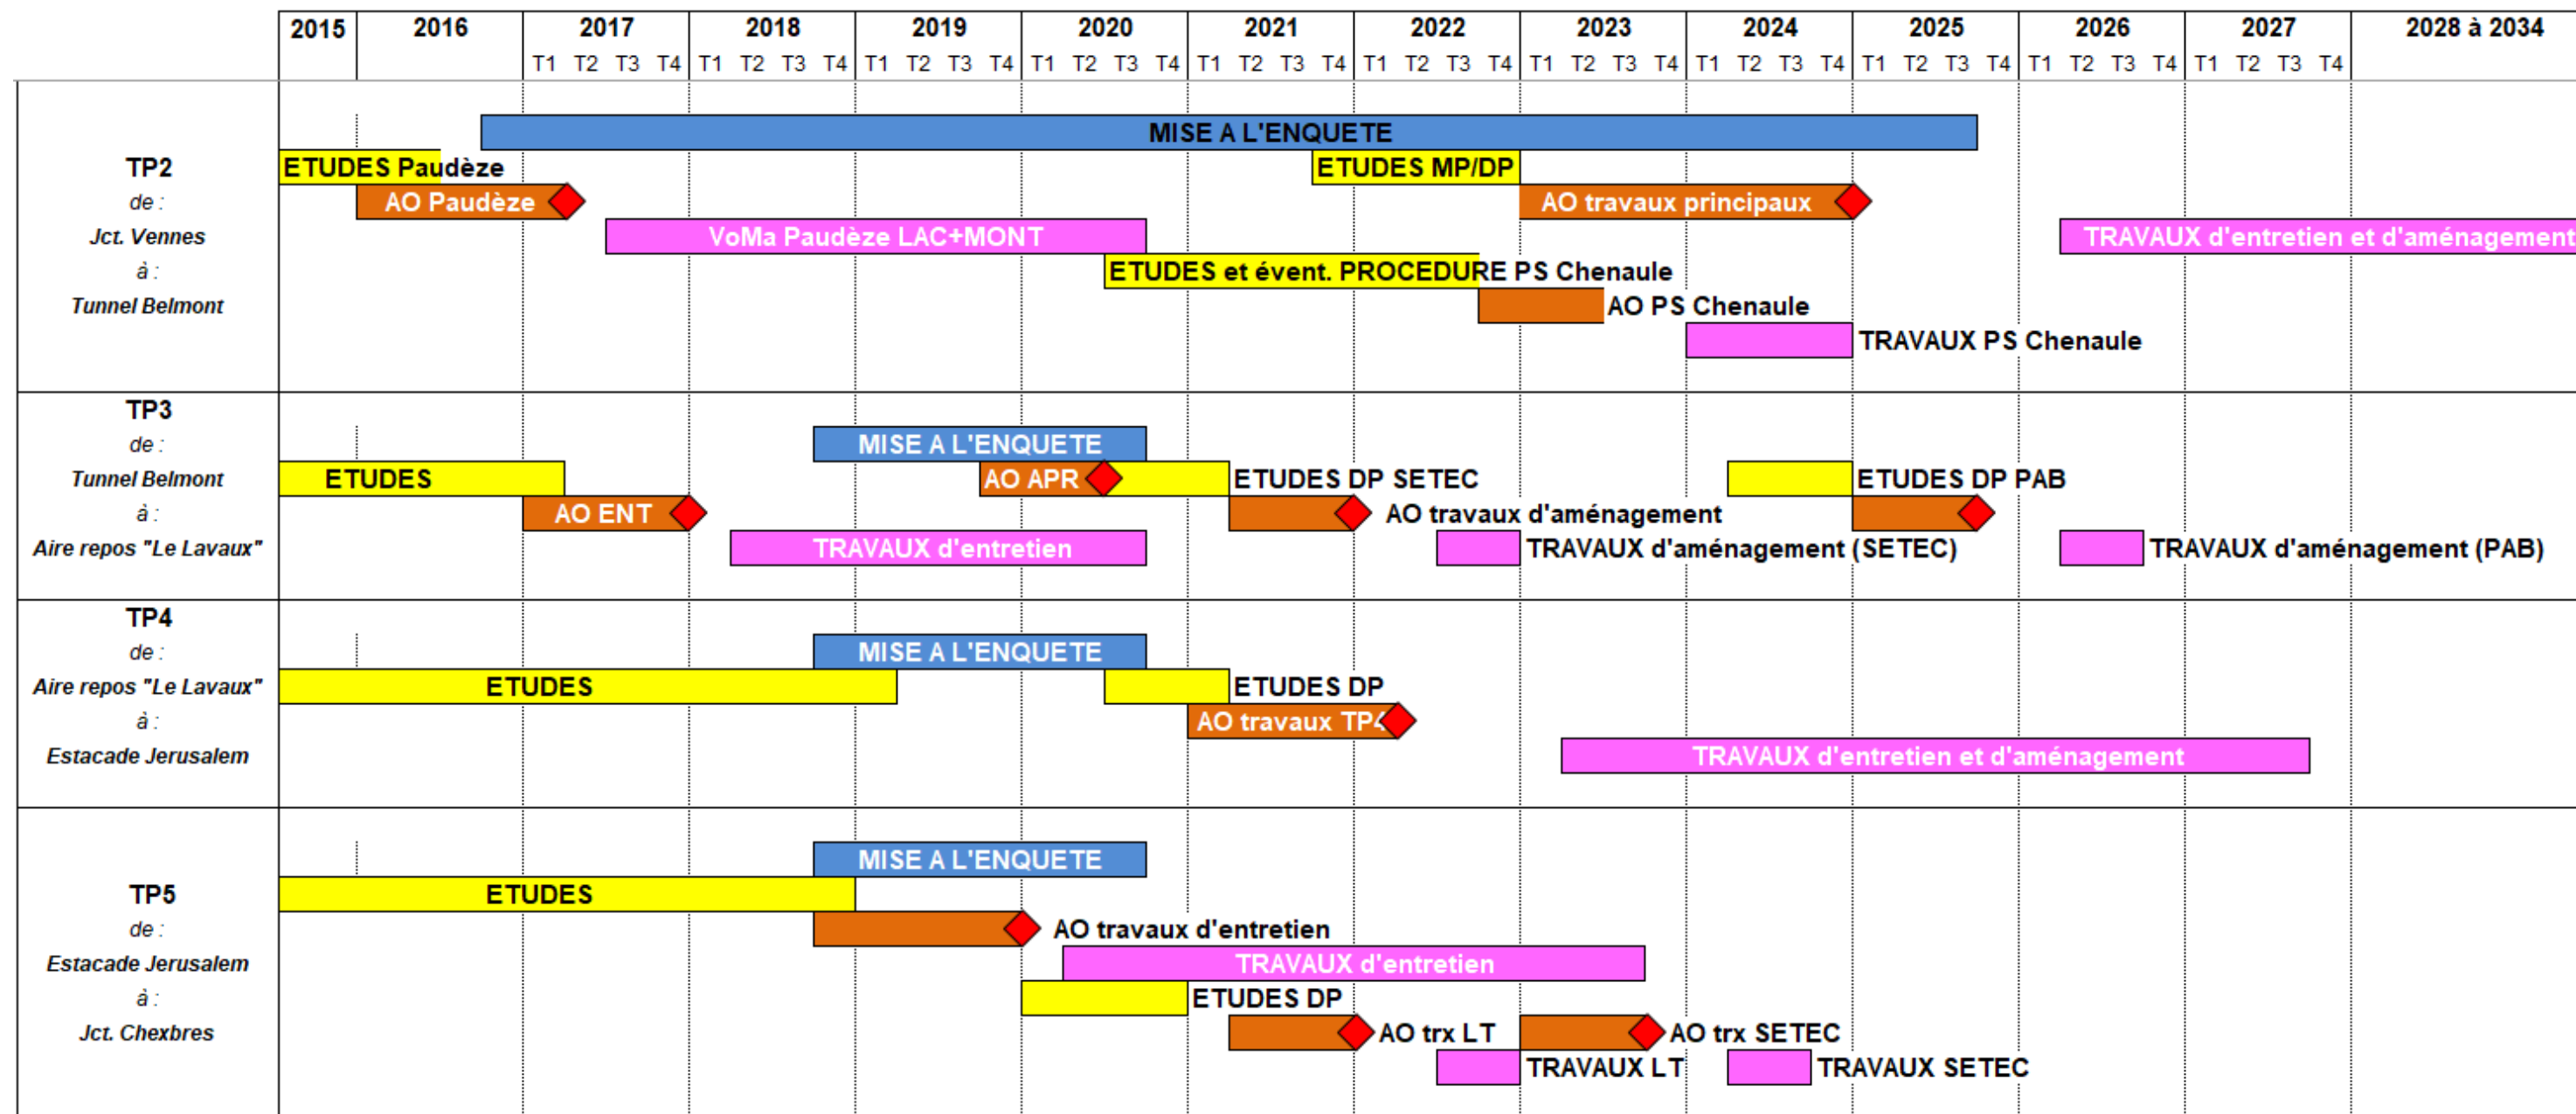 2015 2016 2017 2018 2019 2020 2021 2022 2023 2024 2025 2026 2027 2028 à 2034
T1 T2 T3 T4 T1 T2 T3 T4 T1 T2 T3 T4 T1 T2 T3 T4 T1 T2 T3 T4 T1 T2 T3 T4 T1 T2 T3 T4 T1 T2 T3 T4 T1 T2 T3 T4 T1 T2 T3 T4 T1 T2 T3 T4
MISE A L'ENQUETE
TP2 ETUDES Paudèze ETUDES MP/DP
de : AO Paudèze AO travaux principaux
Jct. Vennes VoMa Paudèze LAC+MONT TRAVAUX d'entretien et d'aménagement
à : ETUDES et évent. PROCEDURE PS Chenaule
Tunnel Belmont AO PS Chenaule
TRAVAUX PS Chenaule
TP3
de : MISE A L'ENQUETE
Tunnel Belmont ETUDES AO APR ETUDES DP SETEC ETUDES DP PAB
à : AO ENT AO travaux d'aménagement
Aire repos "Le Lavaux" TRAVAUX d'entretien TRAVAUX d'aménagement (SETEC) TRAVAUX d'aménagement (PAB)
TP4
de : MISE A L'ENQUETE
Aire repos "Le Lavaux" ETUDES ETUDES DP
à : AO travaux TP4
Estacade Jerusalem TRAVAUX d'entretien et d'aménagement
MISE A L'ENQUETE
TP5 ETUDES
de : AO travaux d'entretien
Estacade Jerusalem TRAVAUX d'entretien
à : ETUDES DP
Jct. Chexbres AO trx LT AO trx SETEC
TRAVAUX LT TRAVAUX SETEC